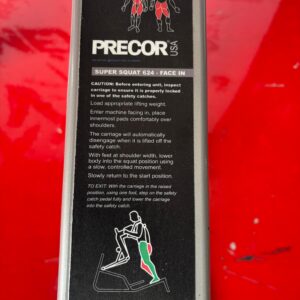 PRECOR USA
SUPER SQUAT 624 - FACE IN
CAUTION: Before entering unit, inspect
carriage to ensure it is properly locked
in one of the safety catches.
Load appropriate lifting weight.
Enter machine facing in, place
innermost pads comfortably over
shoulders.
The carriage will automatically
disengage when it is lifted off the
safety catch.
With feet at shoulder width, lower
body into the squat position using
a slow, controlled movement.
Slowly return to the start position.
TO EXIT: With the carriage in the raised
position, using one foot, step on the safety
catch pedal fully and lower the carriage
into the safety catch.